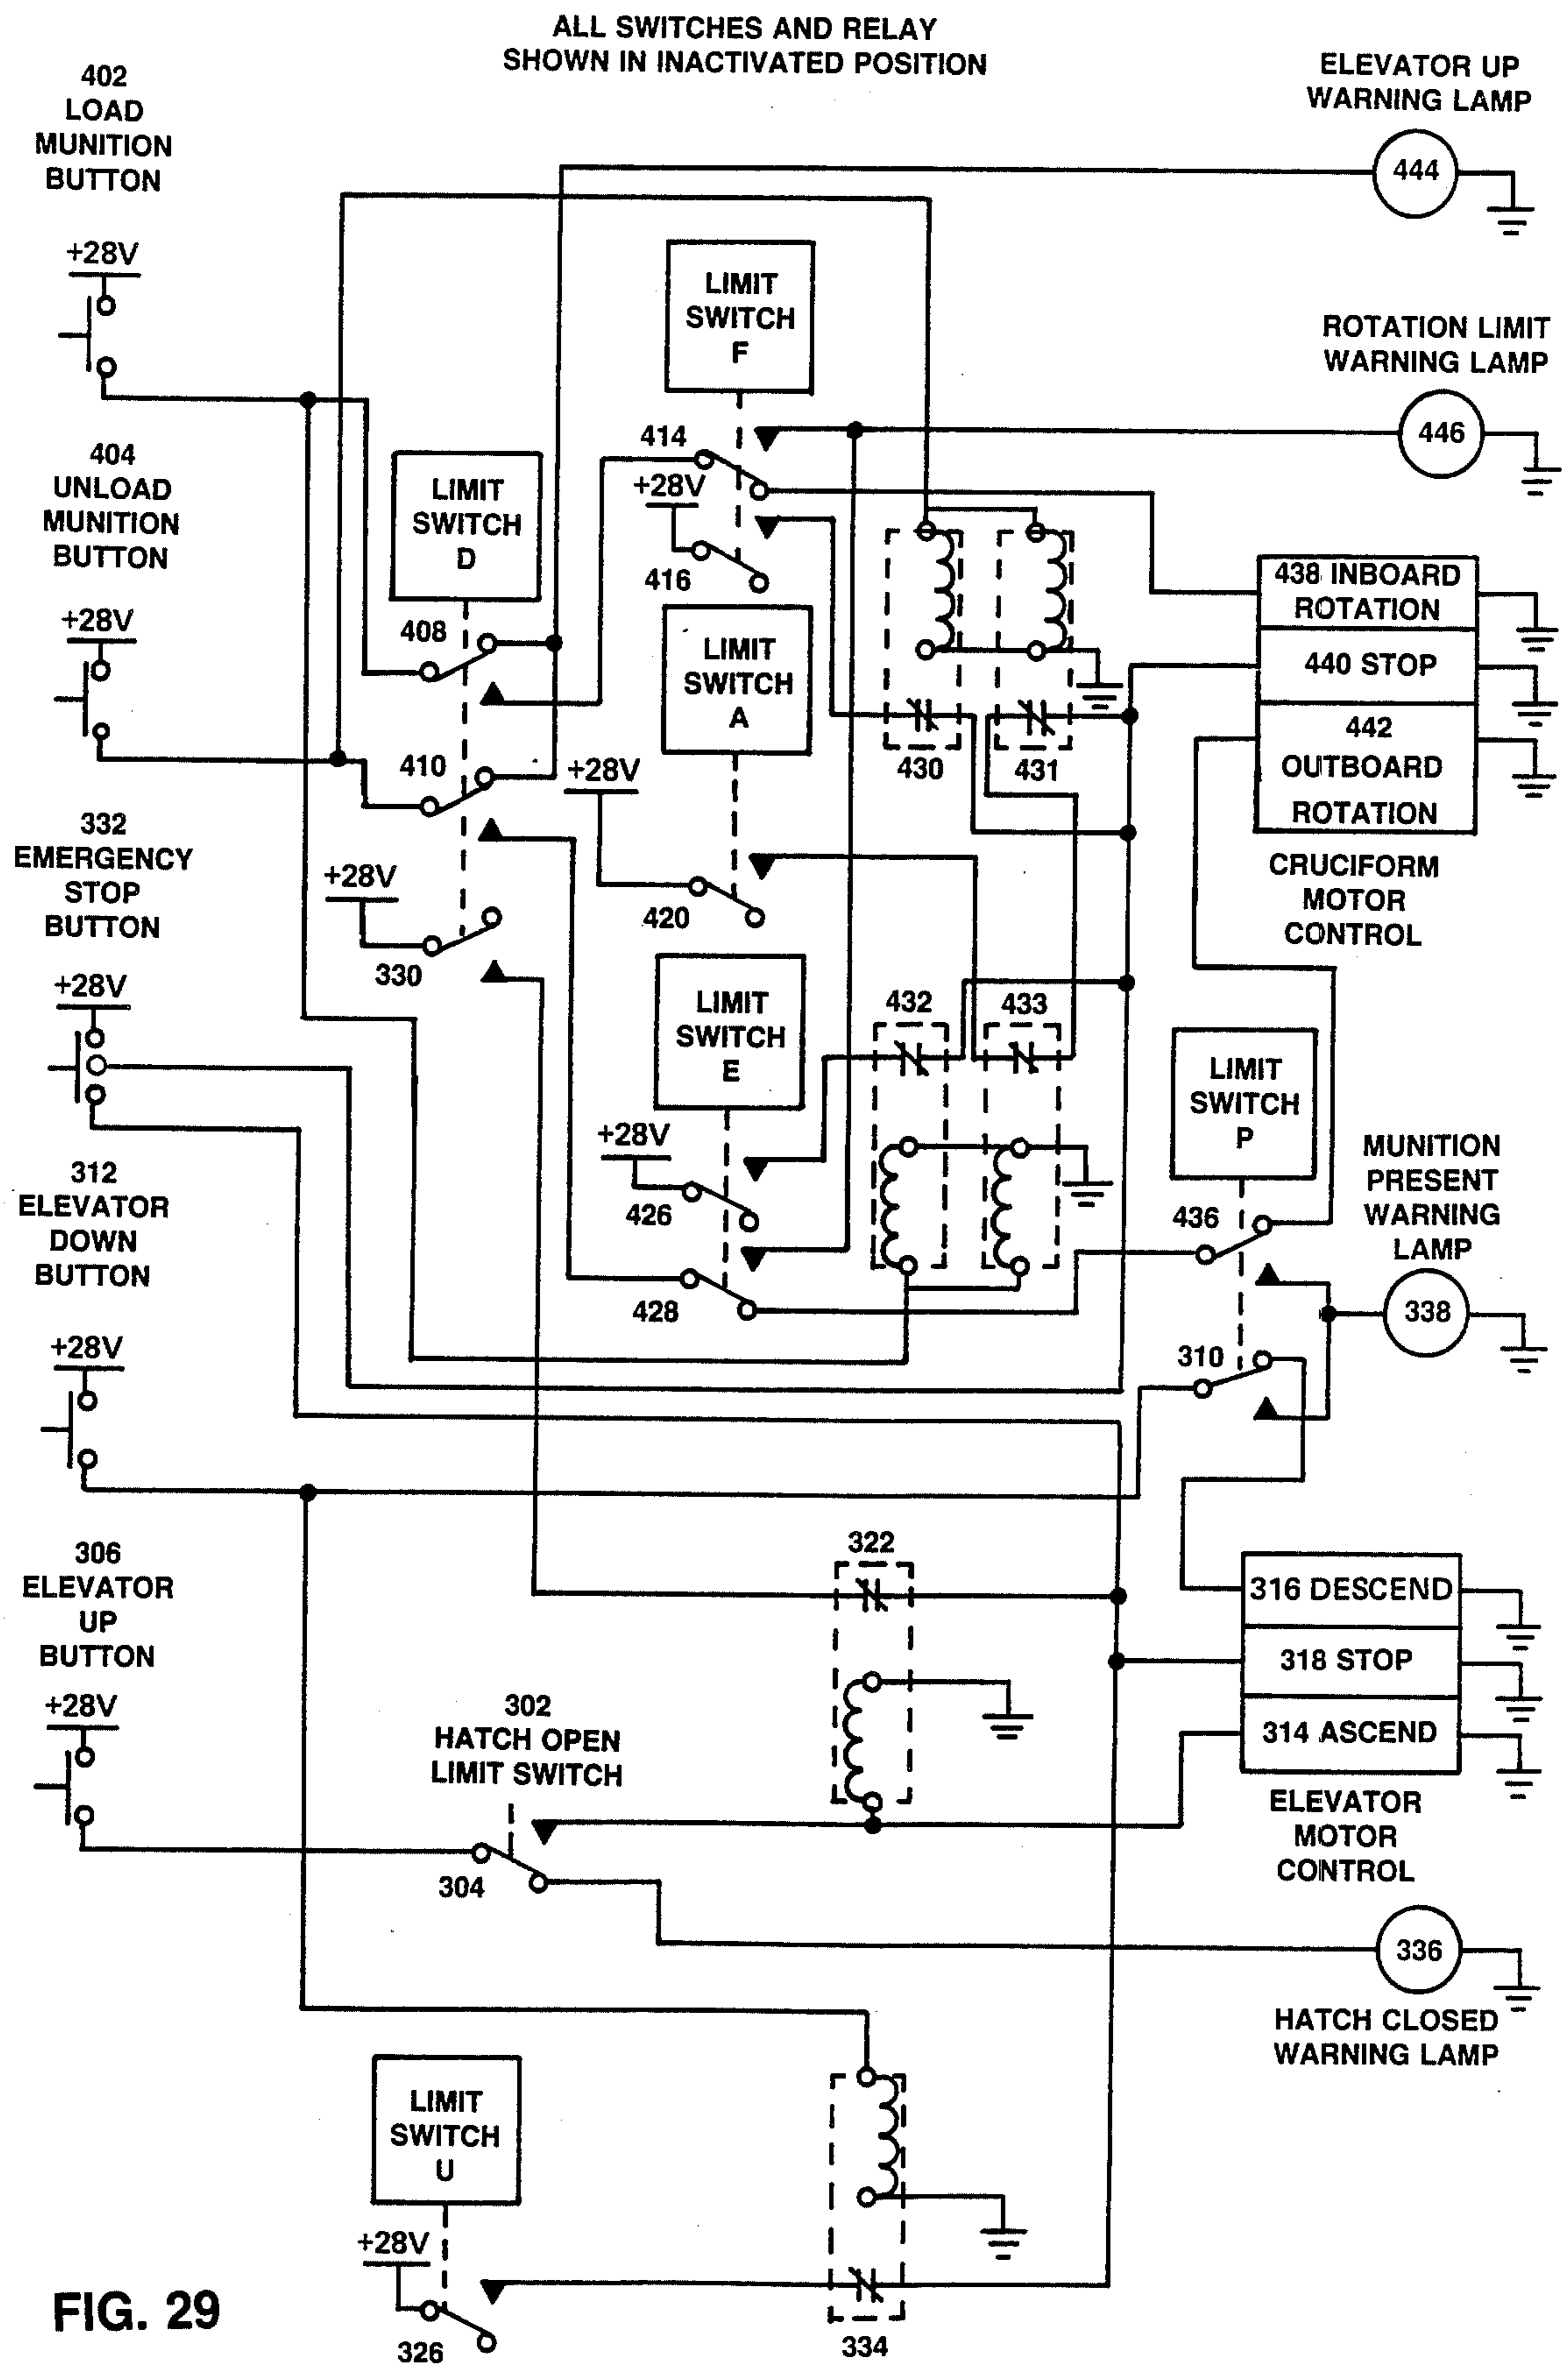 ALL SWITCHES AND RELAY
SHOWN IN INACTIVATED POSITION
402
LOAD
MUNITION
BUTTON
+28V
404
UNLOAD
MUNITION
BUTTON
+28V
332
EMERGENCY
STOP
BUTTON
+28V
312
ELEVATOR
DOWN
BUTTON
+28V
306
ELEVATOR
UP
BUTTON
+28V
LIMIT
SWITCH
D
408
410
+28V
330
LIMIT
SWITCH
F
414
+28V
416
LIMIT
SWITCH
A
+28V
420
LIMIT
SWITCH
E
+28V
426
428
430
431
432
433
ELEVATOR UP
WARNING LAMP
444
ROTATION LIMIT
WARNING LAMP
446
438 INBOARD
ROTATION
440 STOP
442
OUTBOARD
ROTATION
CRUCIFORM
MOTOR
CONTROL
LIMIT
SWITCH
P
436
310
MUNITION
PRESENT
WARNING
LAMP
338
322
316 DESCEND
318 STOP
314 ASCEND
ELEVATOR
MOTOR
CONTROL
302
HATCH OPEN
LIMIT SWITCH
304
336
HATCH CLOSED
WARNING LAMP
LIMIT
SWITCH
U
+28V
326
334
FIG. 29